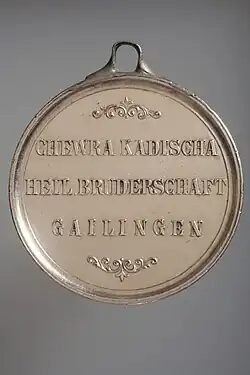 CHEWRA KADISCHA
HEIL BRUDERSCHAFT
GAILINGEN